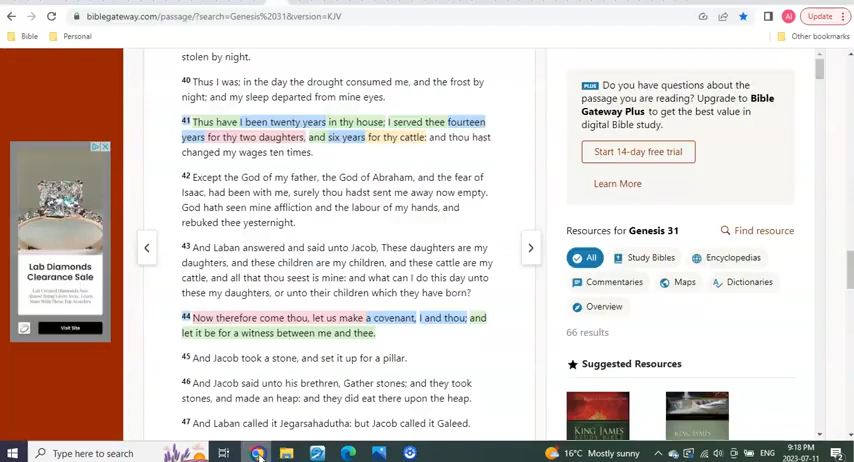 biblegateway.com/passage/?search=Genesis%2031&version=KJV
AI
Update
Bible
Personal
Other bookmarks
stolen by night.
40 Thus I was; in the day the drought consumed me, and the frost by
night; and my sleep departed from mine eyes.
41 Thus have I been twenty years in thy house; I served thee fourteen
years for thy two daughters, and six years for thy cattle: and thou hast
changed my wages ten times.
42 Except the God of my father, the God of Abraham, and the fear of
Isaac, had been with me, surely thou hadst sent me away now empty.
God hath seen mine affliction and the labour of my hands, and
rebuked thee yesternight.
43 And Laban answered and said unto Jacob, These daughters are my
daughters, and these children are my children, and these cattle are my
cattle, and all that thou seest is mine: and what can I do this day unto
these my daughters, or unto their children which they have born?
44 Now therefore come thou, let us make a covenant, I and thou; and
let it be for a witness between me and thee.
45 And Jacob took a stone, and set it up for a pillar.
46 And Jacob said unto his brethren, Gather stones; and they took
stones, and made an heap: and they did eat there upon the heap.
47 And Laban called it Jegarsahadutha: but Jacob called it Galeed.
Lab Diamonds
Clearance Sale
Visit Site
PLUS Do you have questions about the
passage you are reading? Upgrade to Bible
Gateway Plus to get the best value in
digital Bible study.
Start 14-day free trial
Learn More
Resources for Genesis 31
Find resource
All
Study Bibles
Encyclopedias
Commentaries
Maps
Dictionaries
Overview
66 results
Suggested Resources
KING JAMES
KING JAMES
Type here to search
16°C Mostly sunny
ENG
9:18 PM
2023-07-11
2